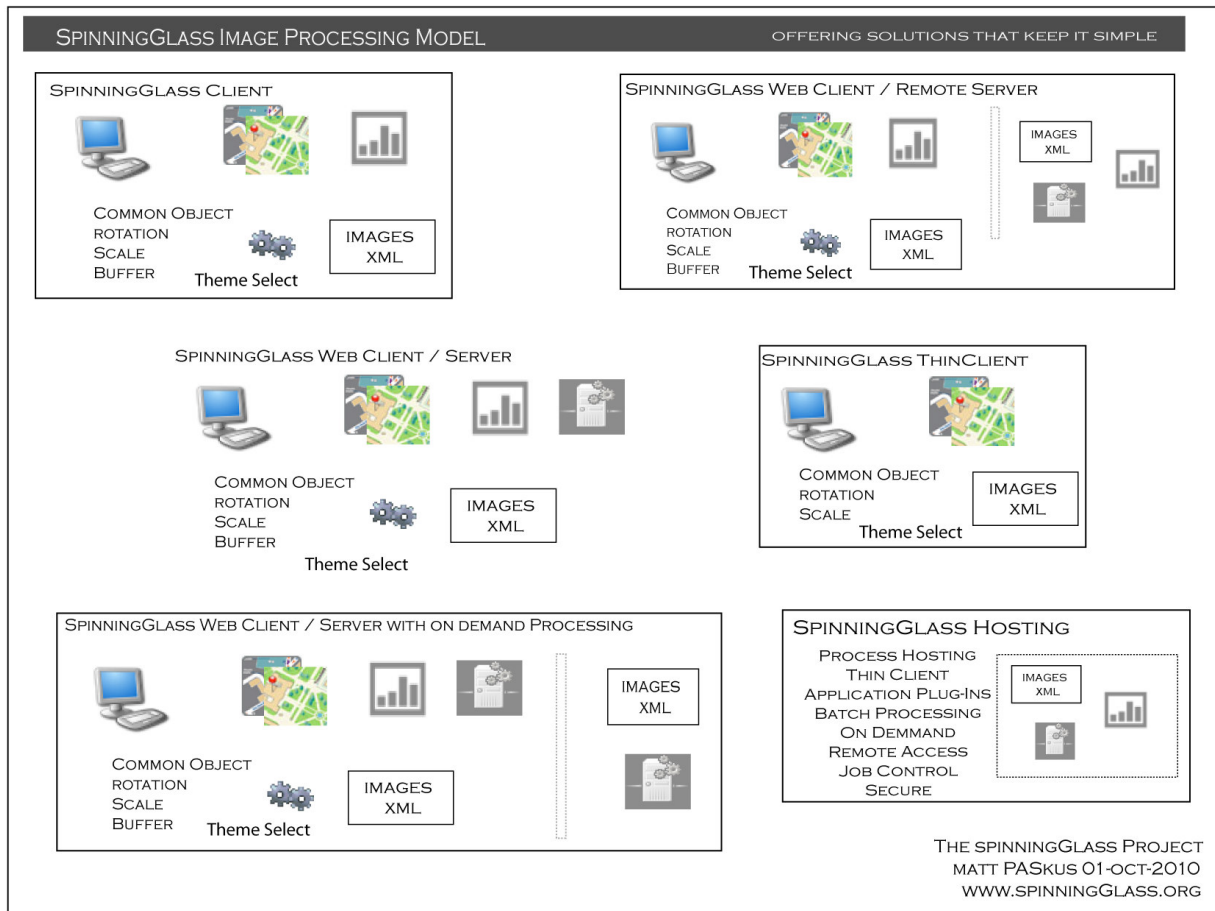 SpinningGlass Image Processing Model
offering solutions that keep it simple
SpinningGlass Client
Common Object
rotation
Scale
Buffer
Theme Select
images
xml
SpinningGlass Web Client / Remote Server
Common Object
rotation
Scale
Buffer
Theme Select
images
xml
images
xml
SpinningGlass Web Client / Server
Common Object
rotation
Scale
Buffer
Theme Select
images
xml
SpinningGlass ThinClient
Common Object
rotation
Scale
Theme Select
images
xml
SpinningGlass Web Client / Server with on demand Processing
Common Object
rotation
Scale
Buffer
Theme Select
images
xml
images
xml
SpinningGlass Hosting
Process Hosting
Thin Client
Application Plug-Ins
Batch Processing
On Demmand
Remote Access
Job Control
Secure
images
xml
The spinningGlass Project
matt PASkus 01-oct-2010
www.spinningGlass.org